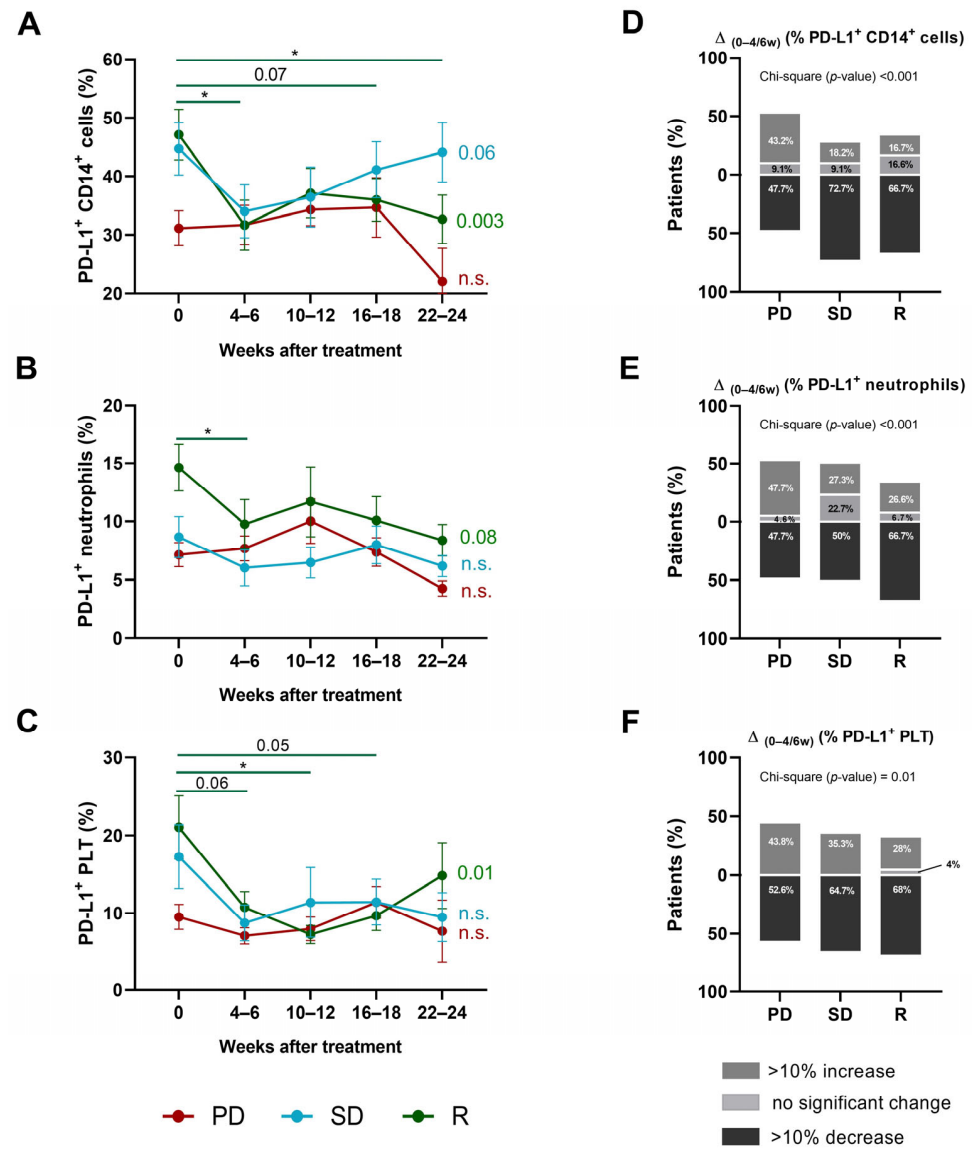 A
*
0.07
*
60
50
40
30
20
PD-L1+ CD14+ cells (%)
0.06
0.003
n.s.
0 4–6 10–12 16–18 22–24
Weeks after treatment
D
Δ (0–4/6w) (% PD-L1+ CD14+ cells)
Chi-square (p-value) <0.001
100
50
0
50
100
Patients (%)
43.2% 18.2% 16.7%
9.1% 9.1% 16.6%
47.7% 72.7% 66.7%
PD SD R
B
*
20
15
10
5
0
PD-L1+ neutrophils (%)
0.08
n.s.
n.s.
0 4–6 10–12 16–18 22–24
Weeks after treatment
E
Δ (0–4/6w) (% PD-L1+ neutrophils)
Chi-square (p-value) <0.001
100
50
0
50
100
Patients (%)
47.7% 27.3% 26.6%
4.6% 22.7% 6.7%
47.7% 50% 66.7%
PD SD R
C
0.05
*
0.06
30
20
10
0
PD-L1+ PLT (%)
0.01
n.s.
n.s.
0 4–6 10–12 16–18 22–24
Weeks after treatment
F
Δ (0–4/6w) (% PD-L1+ PLT)
Chi-square (p-value) = 0.01
100
50
0
50
100
Patients (%)
43.8% 35.3% 28%
4%
52.6% 64.7% 68%
PD SD R
PD SD R
>10% increase
no significant change
>10% decrease